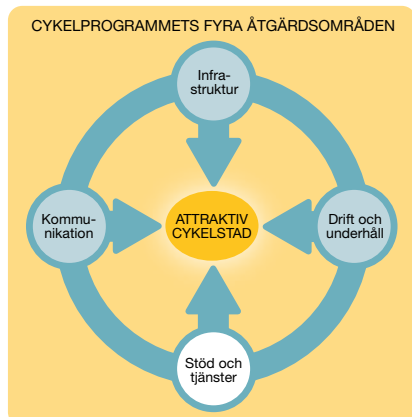 CYKELPROGRAMMETS FYRA ÅTGÄRDSOMRÅDEN
Infra-
struktur
Kommu-
nikation
ATTRAKTIV
CYKELSTAD
Drift och
underhåll
Stöd och
tjänster